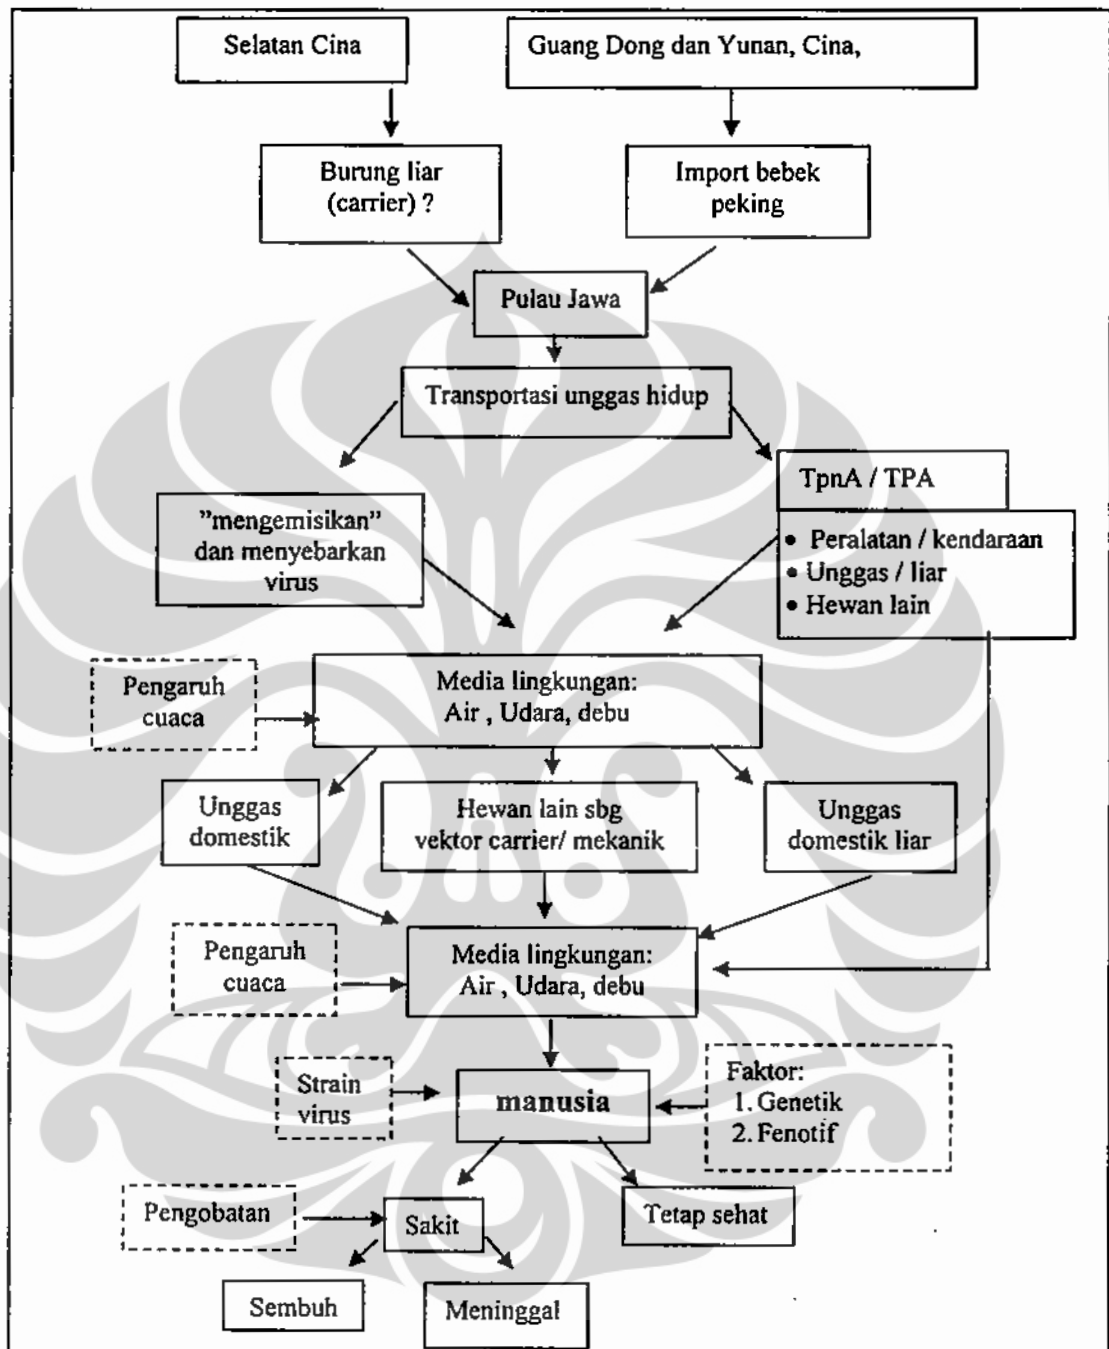 Selatan Cina
Guang Dong dan Yunan, Cina,
Burung liar
(carrier) ?
Import bebek
peking
Pulau Jawa
Transportasi unggas hidup
TpnA / TPA
”mengemisikan”
dan menyebarkan
virus
• Peralatan / kendaraan
• Unggas / liar
• Hewan lain
Pengaruh
cuaca
Media lingkungan:
Air , Udara, debu
Unggas
domestik
Hewan lain sbg
vektor carrier/ mekanik
Unggas
domestik liar
Pengaruh
cuaca
Media lingkungan:
Air , Udara, debu
Strain
virus
manusia
Faktor:
1. Genetik
2. Fenotif
Pengobatan
Sakit
Tetap sehat
Sembuh
Meninggal